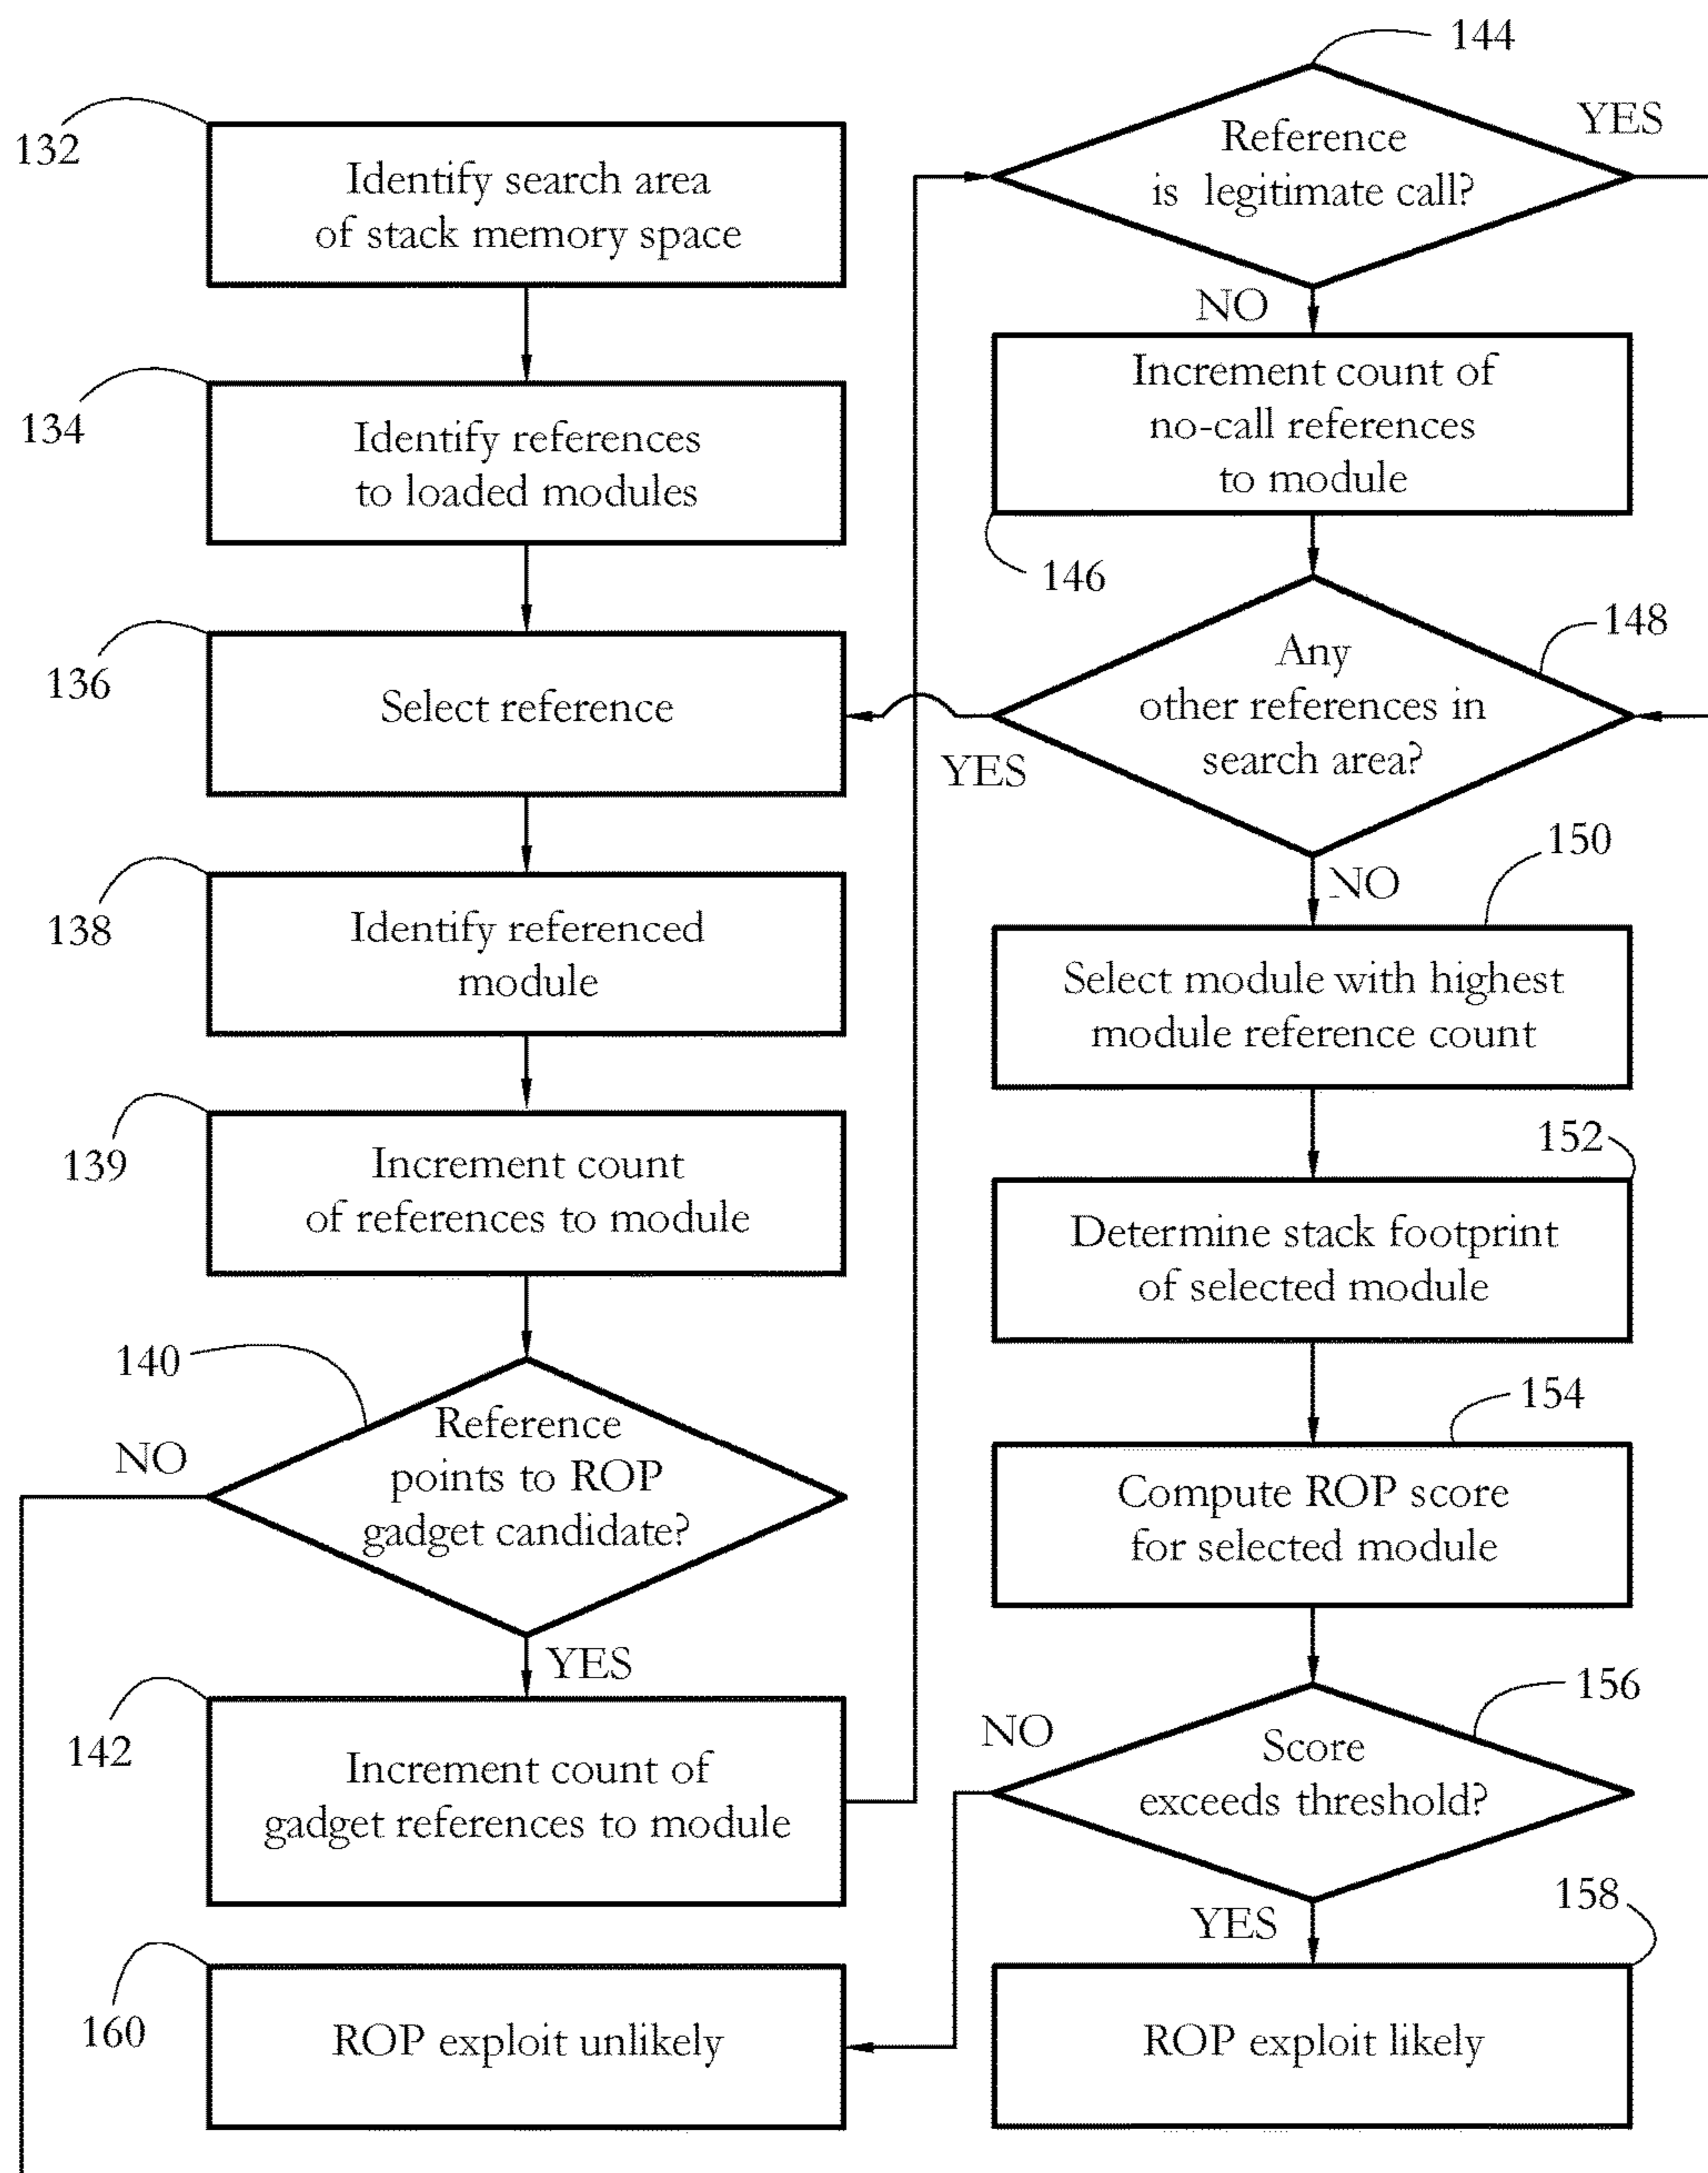 132
Identify search area
of stack memory space
134
Identify references
to loaded modules
136
Select reference
138
Identify referenced
module
139
Increment count
of references to module
140
NO
Reference
points to ROP
gadget candidate?
YES
142
Increment count of
gadget references to module
160
ROP exploit unlikely
144
Reference
is legitimate call?
YES
NO
Increment count of
no-call references
to module
146
148
Any
other references in
search area?
YES
NO
150
Select module with highest
module reference count
152
Determine stack footprint
of selected module
154
Compute ROP score
for selected module
156
NO
Score
exceeds threshold?
YES
158
ROP exploit likely